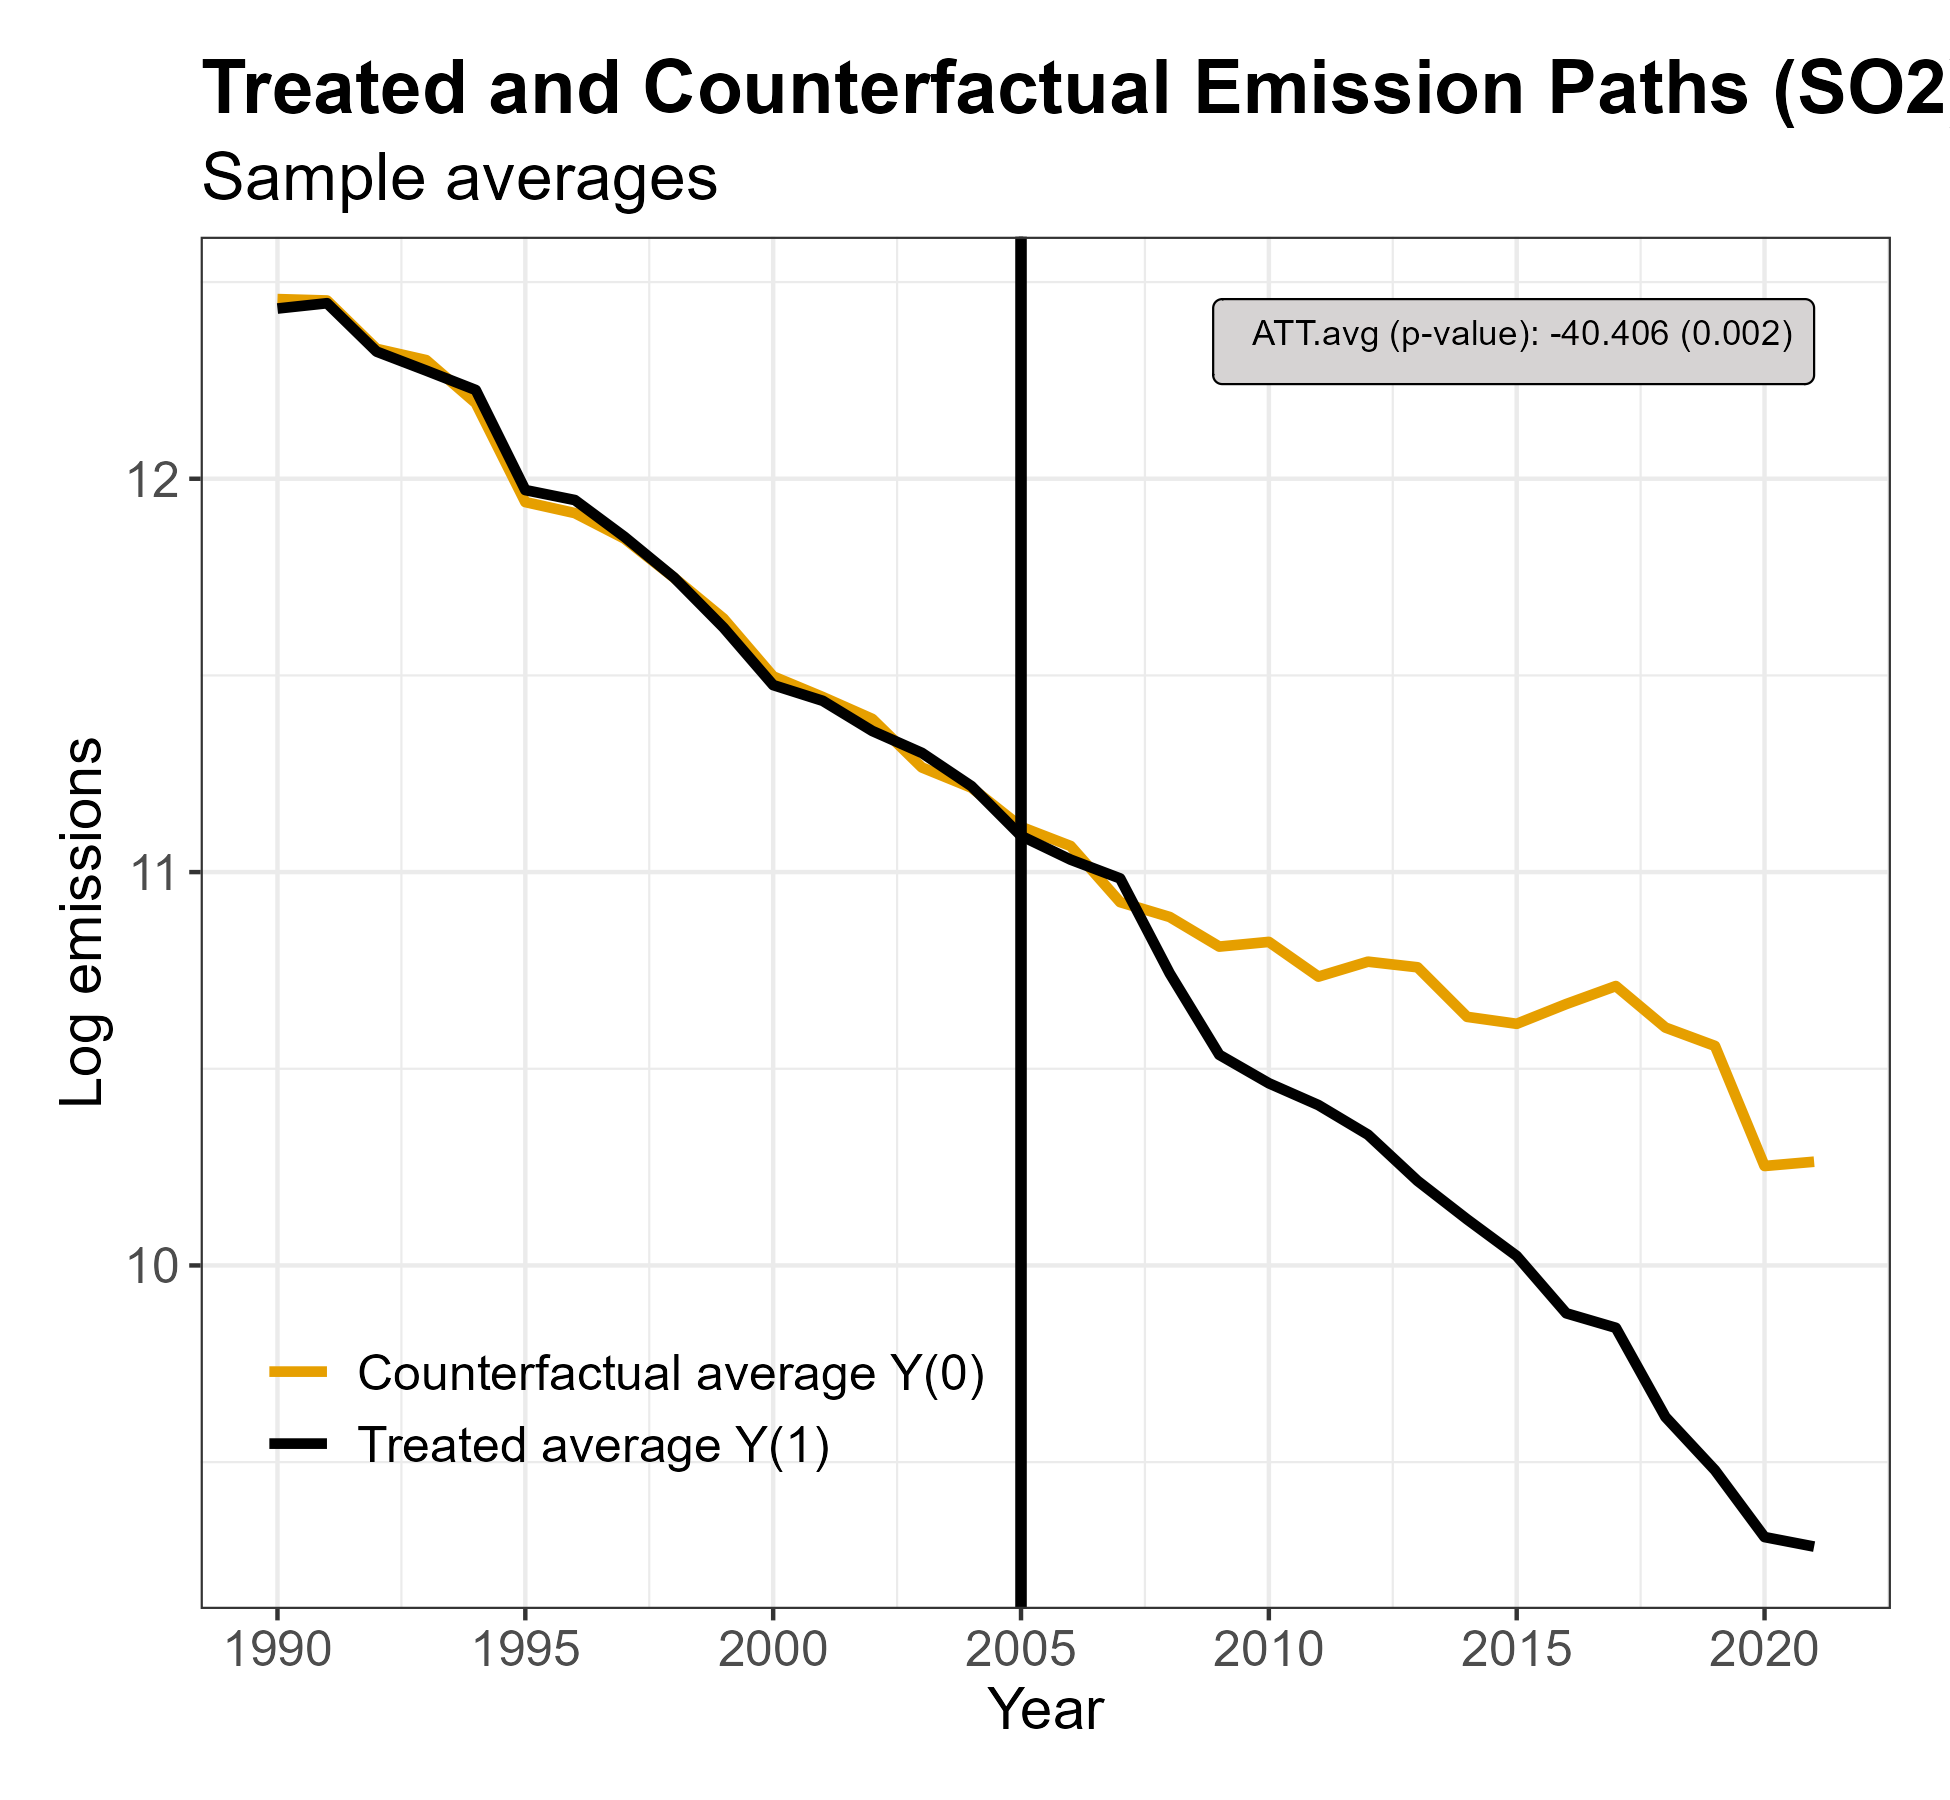 Treated and Counterfactual Emission Paths (SO2
Sample averages
ATT.avg (p-value): -40.406 (0.002)
12
11
10
Log emissions
Counterfactual average Y(0)
Treated average Y(1)
1990 1995 2000 2005 2010 2015 2020
Year